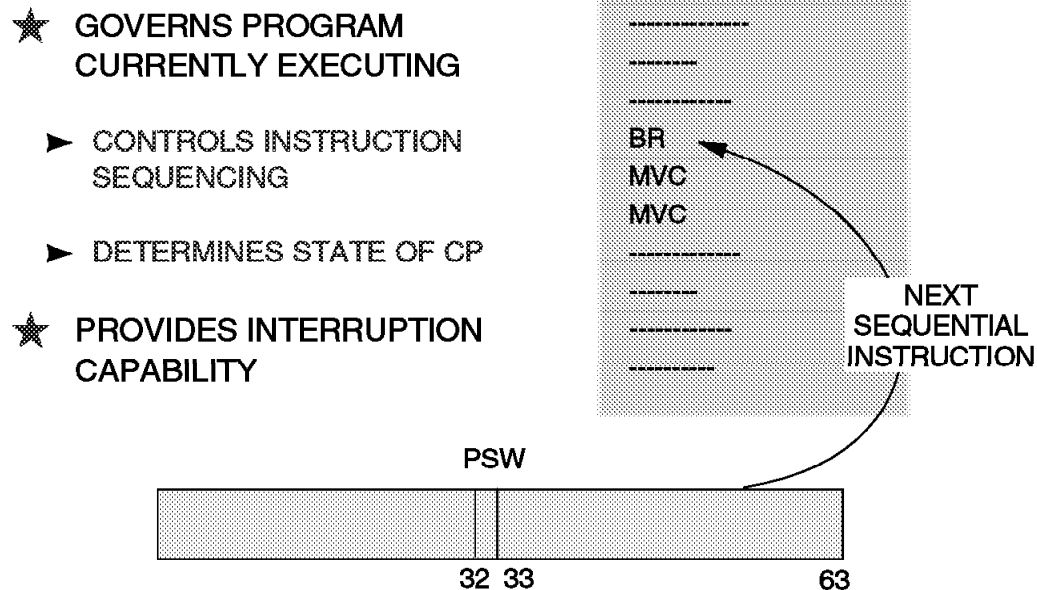 GOVERNS PROGRAM
CURRENTLY EXECUTING
CONTROLS INSTRUCTION
SEQUENCING
DETERMINES STATE OF CP
PROVIDES INTERRUPTION
CAPABILITY
BR
MVC
MVC
NEXT
SEQUENTIAL
INSTRUCTION
PSW
32 33 63